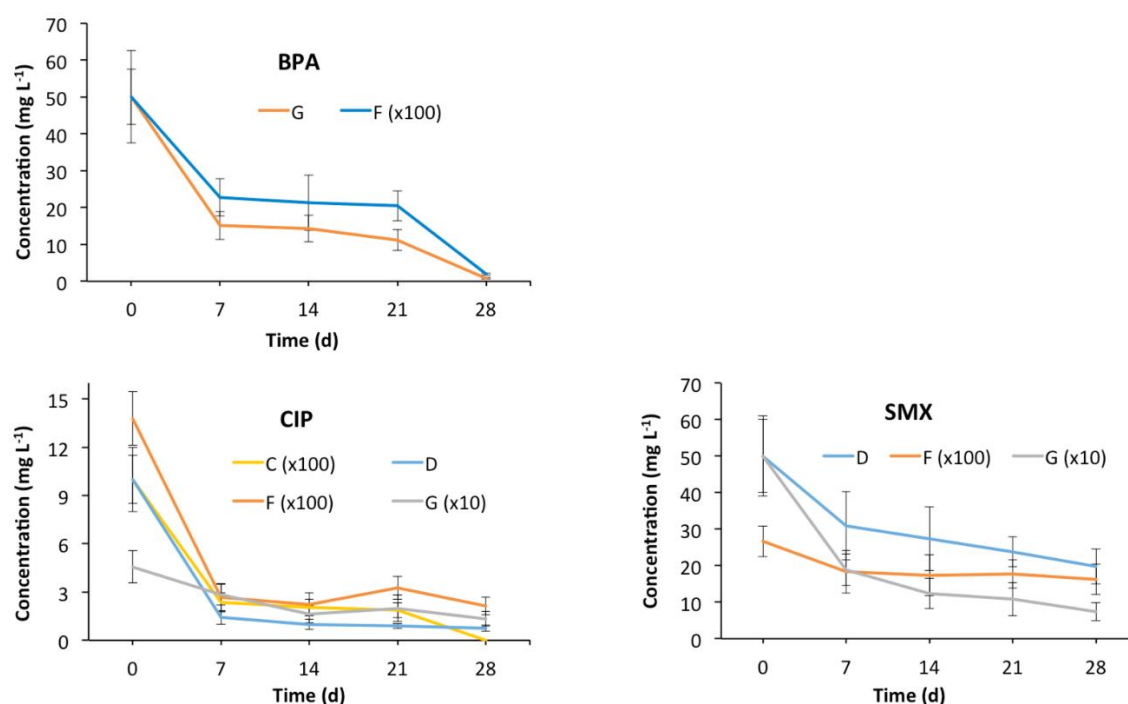 BPA
G F (x100)
Concentration (mg L⁻¹)
70
60
50
40
30
20
10
0
0 7 14 21 28
Time (d)
CIP
C (x100) D
F (x100) G (x10)
Concentration (mg L⁻¹)
15
12
9
6
3
0
0 7 14 21 28
Time (d)
SMX
D F (x100) G (x10)
Concentration (mg L⁻¹)
70
60
50
40
30
20
10
0
0 7 14 21 28
Time (d)